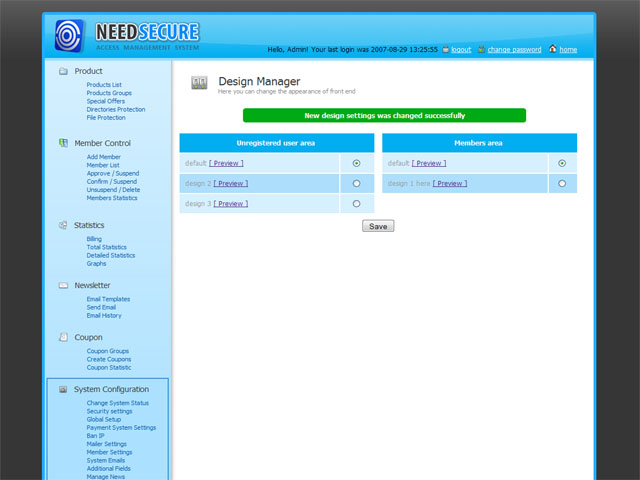 NEEDSECURE
ACCESS MANAGEMENT SYSTEM
Hello, Admin! Your last login was 2007-08-29 13:25:55 logout change password home
Product
Products List
Products Groups
Special Offers
Directories Protection
File Protection
Member Control
Add Member
Member List
Approve / Suspend
Confirm / Suspend
Unsuspend / Delete
Members Statistics
Statistics
Billing
Total Statistics
Detailed Statistics
Graphs
Newsletter
Email Templates
Send Email
Email History
Coupon
Coupon Groups
Create Coupons
Coupon Statistic
System Configuration
Change System Status
Security settings
Global Setup
Payment System Settings
Ban IP
Mailer Settings
Member Settings
System Emails
Additional Fields
Manage News
Design Manager
Here you can change the appearance of front end
New design settings was changed successfully
Unregistered user area
default [ Preview ]
design 2 [ Preview ]
design 3 [ Preview ]
Members area
default [ Preview ]
design 1 here [ Preview ]
Save